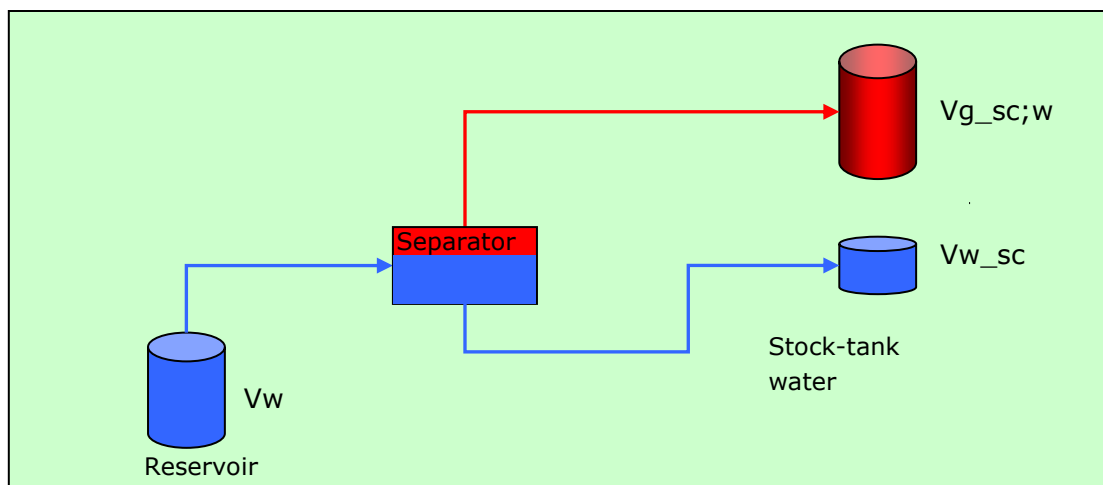 Vg_sc;w
Separator
Vw_sc
Stock-tank
water
Vw
Reservoir